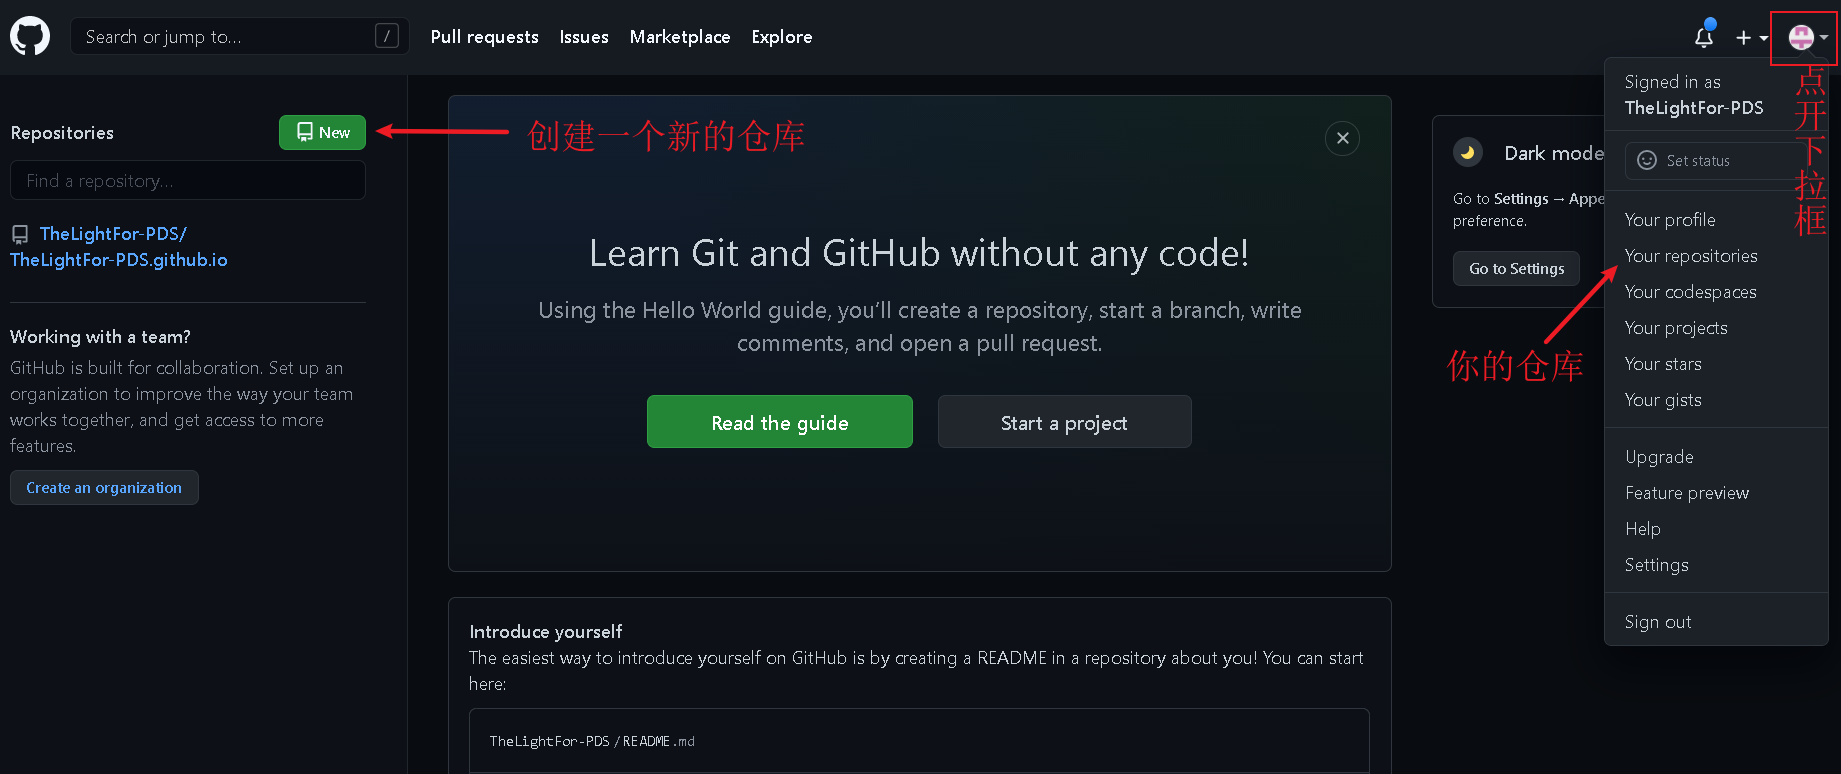 Search or jump to...
/
Pull requests
Issues
Marketplace
Explore
Repositories
New
创建一个新的仓库
Find a repository...
TheLightFor-PDS/
TheLightFor-PDS.github.io
Working with a team?
GitHub is built for collaboration. Set up an
organization to improve the way your team
works together, and get access to more
features.
Create an organization
Learn Git and GitHub without any code!
Using the Hello World guide, you’ll create a repository, start a branch, write
comments, and open a pull request.
Read the guide
Start a project
Introduce yourself
The easiest way to introduce yourself on GitHub is by creating a README in a repository about you! You can start
here:
TheLightFor-PDS / README.md
Dark mode
Go to Settings → Appe
preference.
Go to Settings
你的仓库
点开下拉框
Signed in as
TheLightFor-PDS
Set status
Your profile
Your repositories
Your codespaces
Your projects
Your stars
Your gists
Upgrade
Feature preview
Help
Settings
Sign out